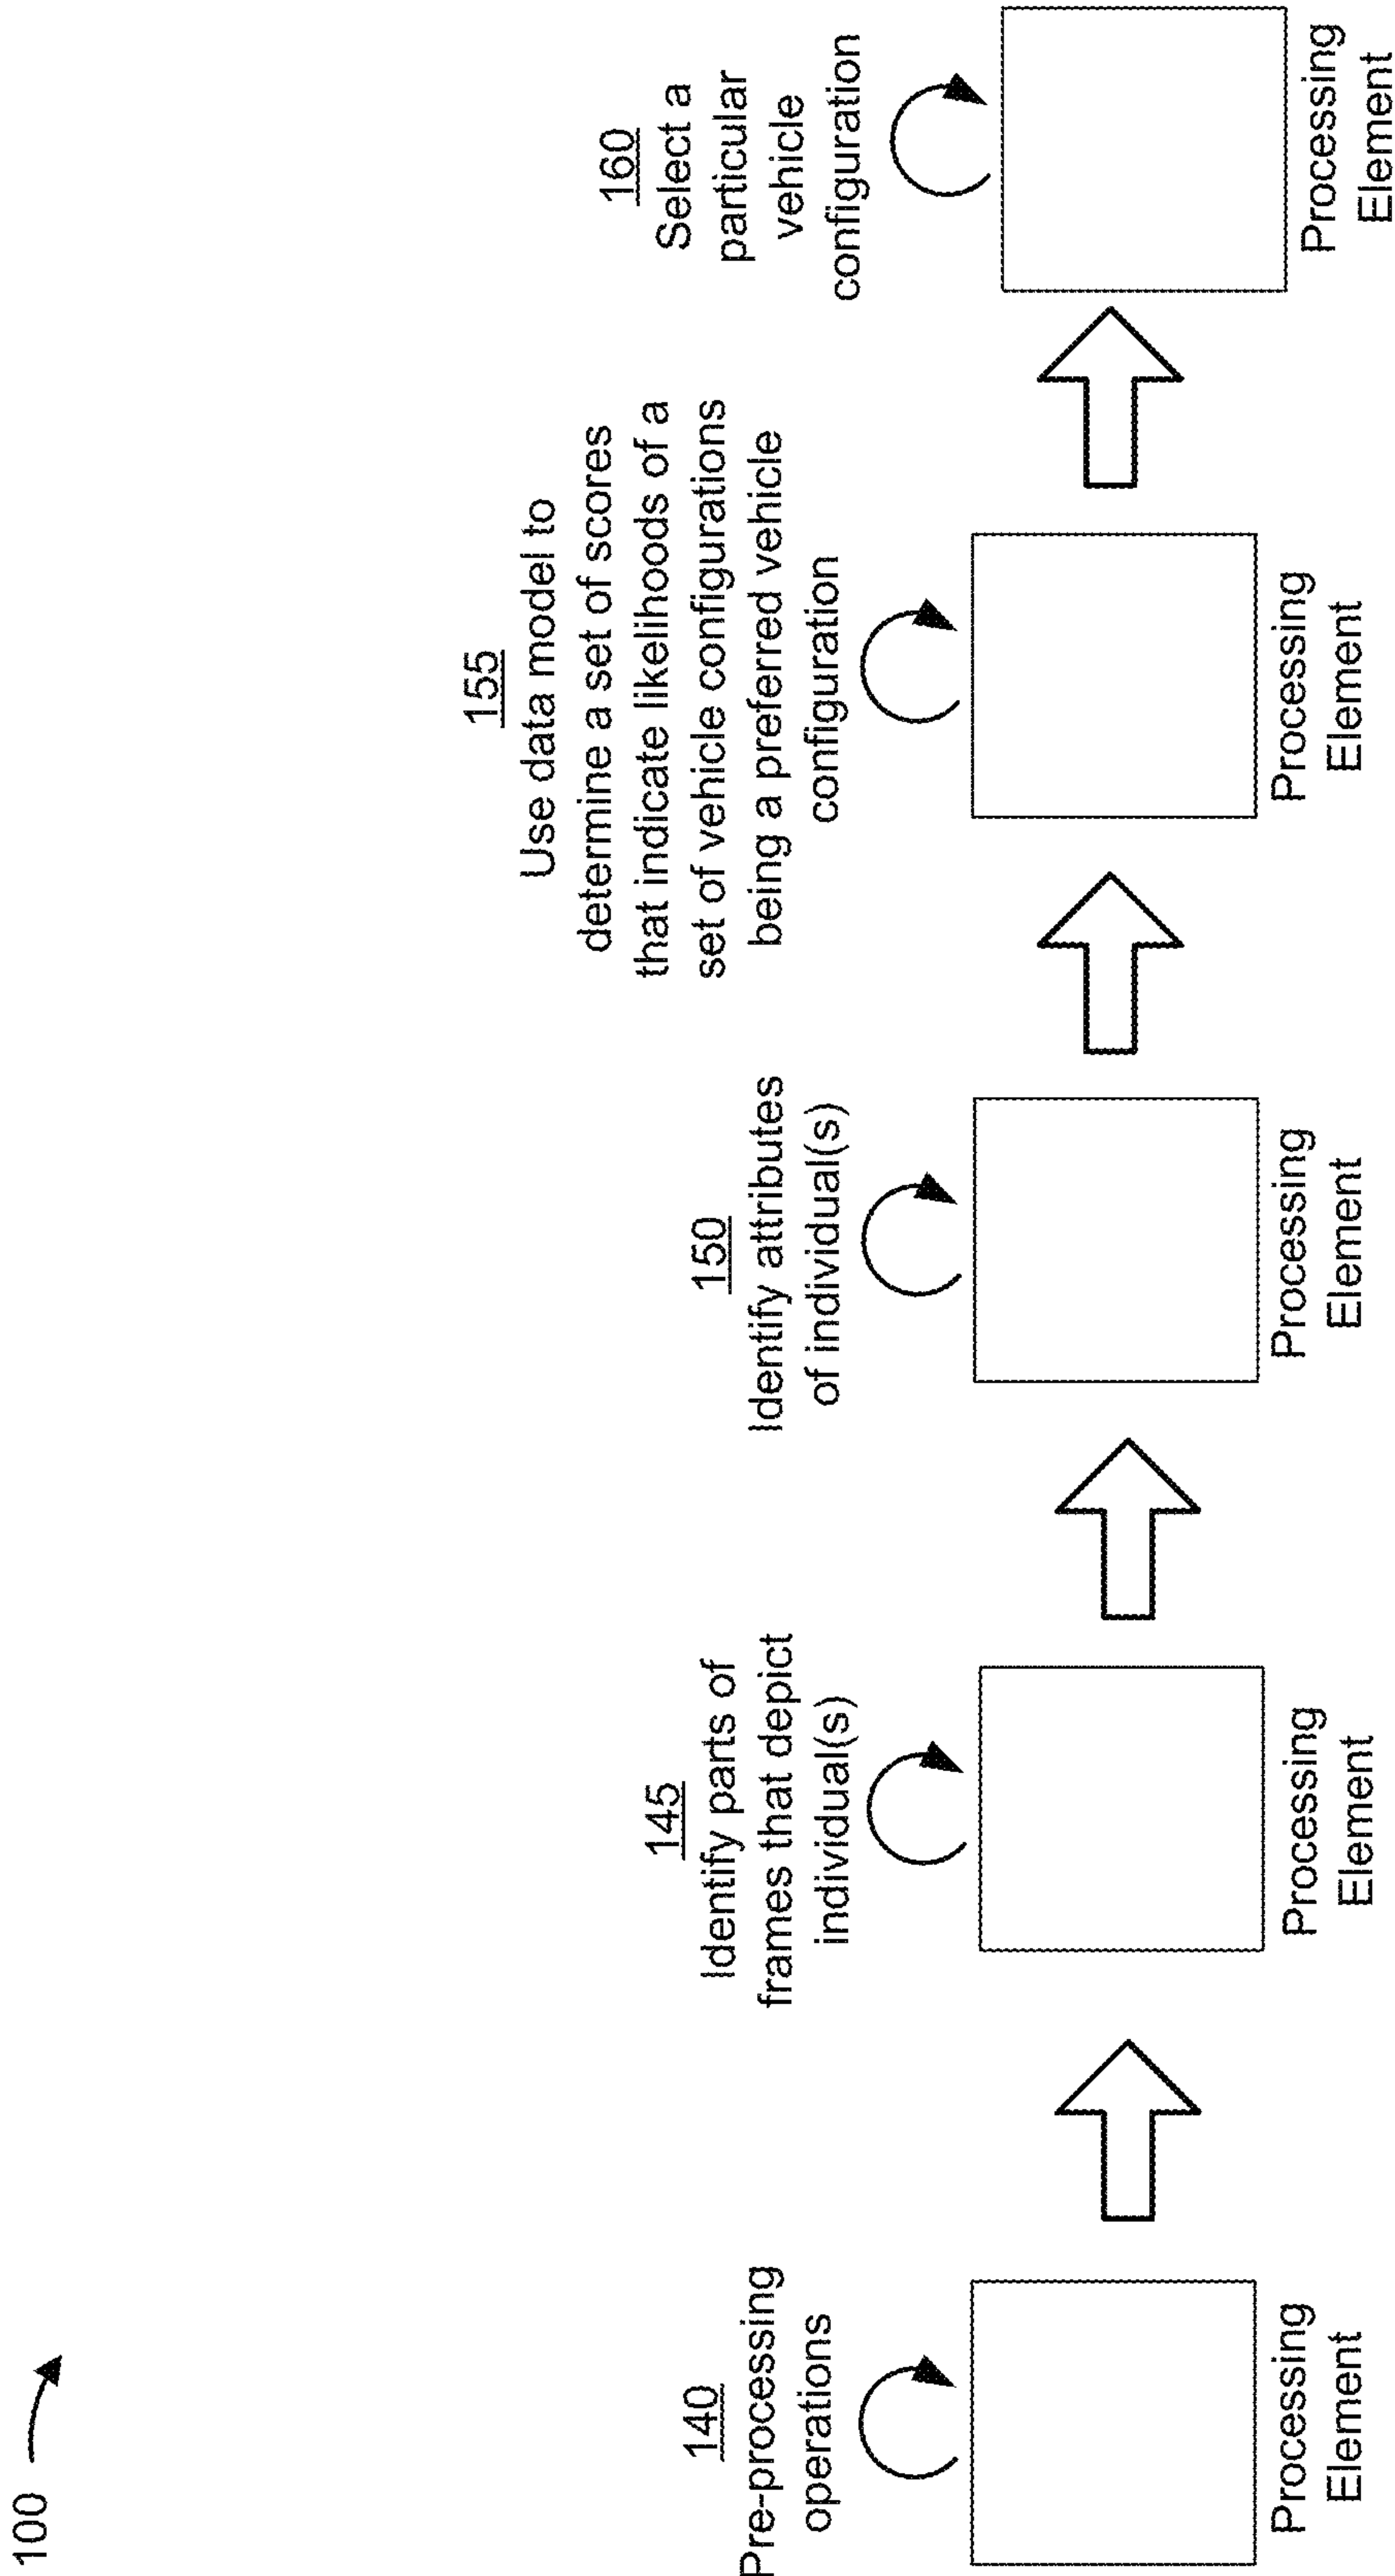 100
140
Pre-processing
operations
Processing
Element
145
Identify parts of
frames that depict
individual(s)
Processing
Element
150
Identify attributes
of individual(s)
Processing
Element
155
Use data model to
determine a set of scores
that indicate likelihoods of a
set of vehicle configurations
being a preferred vehicle
configuration
Processing
Element
160
Select a
particular
vehicle
configuration
Processing
Element